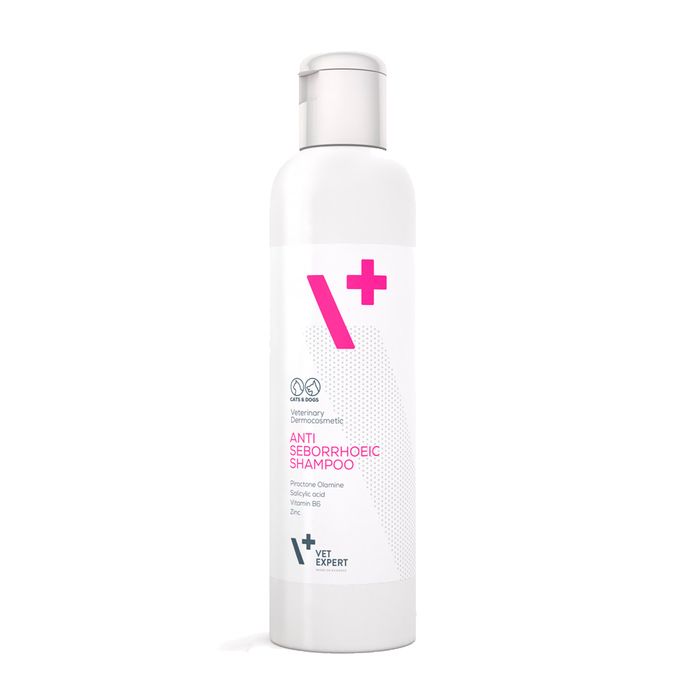 V+
CATS & DOGS
Veterinary
Dermocosmetic
ANTI
SEBORRHOEIC
SHAMPOO
Piroctone Olamine
Salicylic acid
Vitamin B6
Zinc
V+ VET
EXPERT